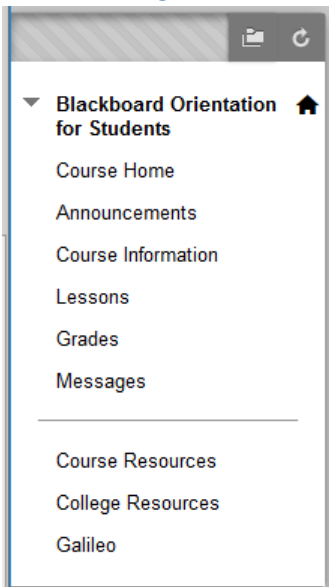 Blackboard Orientation
for Students
Course Home
Announcements
Course Information
Lessons
Grades
Messages
Course Resources
College Resources
Galileo